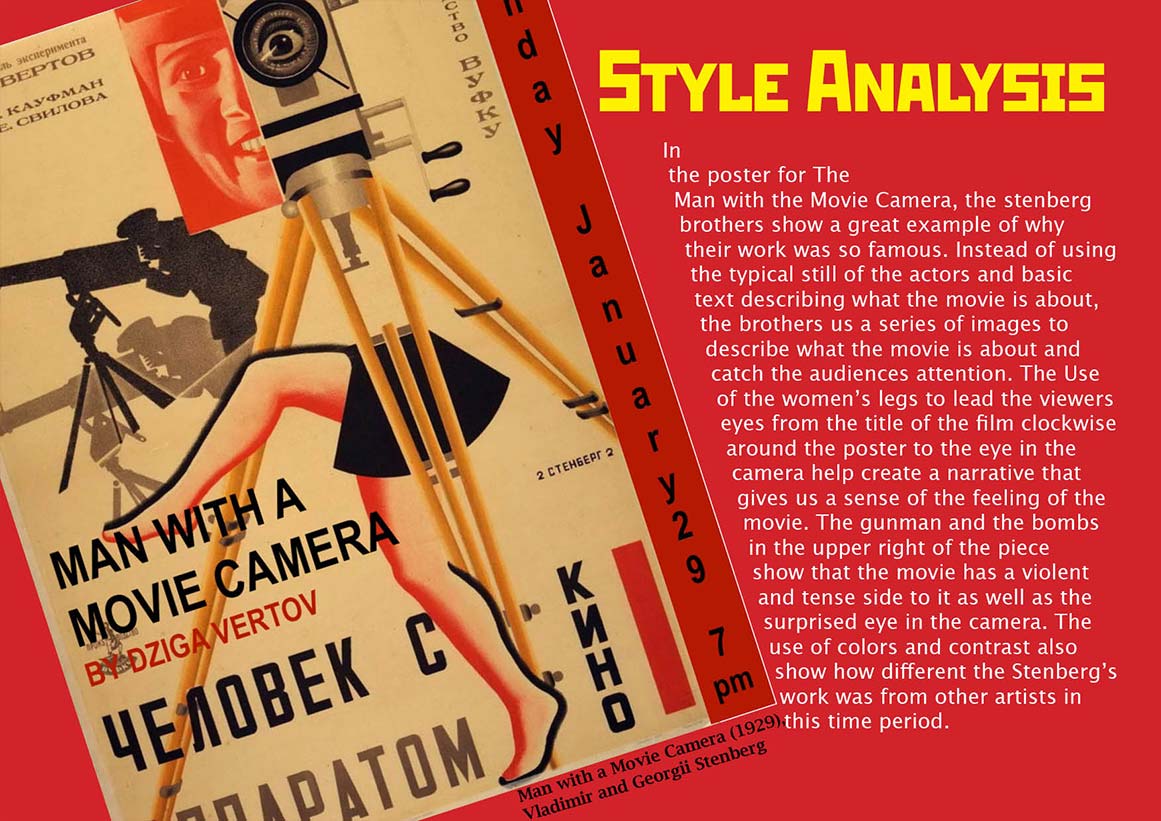 ль эксперимента
ВЕРТОВ
КАУФМАН
Е. СВИЛОВА
СТВО ВУФКУ
nday January 29 7 pm
2 СТЕНБЕРГ 2
MAN WITH A
MOVIE CAMERA
BY DZIGA VERTOV
ЧЕЛОВЕК С
ППАРАТОМ
КИНО
Man with a Movie Camera (1929),
Vladimir and Georgii Stenberg
STYLE ANALYSIS
In
the poster for The
Man with the Movie Camera, the stenberg
brothers show a great example of why
their work was so famous. Instead of using
the typical still of the actors and basic
text describing what the movie is about,
the brothers us a series of images to
describe what the movie is about and
catch the audiences attention. The Use
of the women’s legs to lead the viewers
eyes from the title of the film clockwise
around the poster to the eye in the
camera help create a narrative that
gives us a sense of the feeling of the
movie. The gunman and the bombs
in the upper right of the piece
show that the movie has a violent
and tense side to it as well as the
surprised eye in the camera. The
use of colors and contrast also
show how different the Stenberg’s
work was from other artists in
this time period.